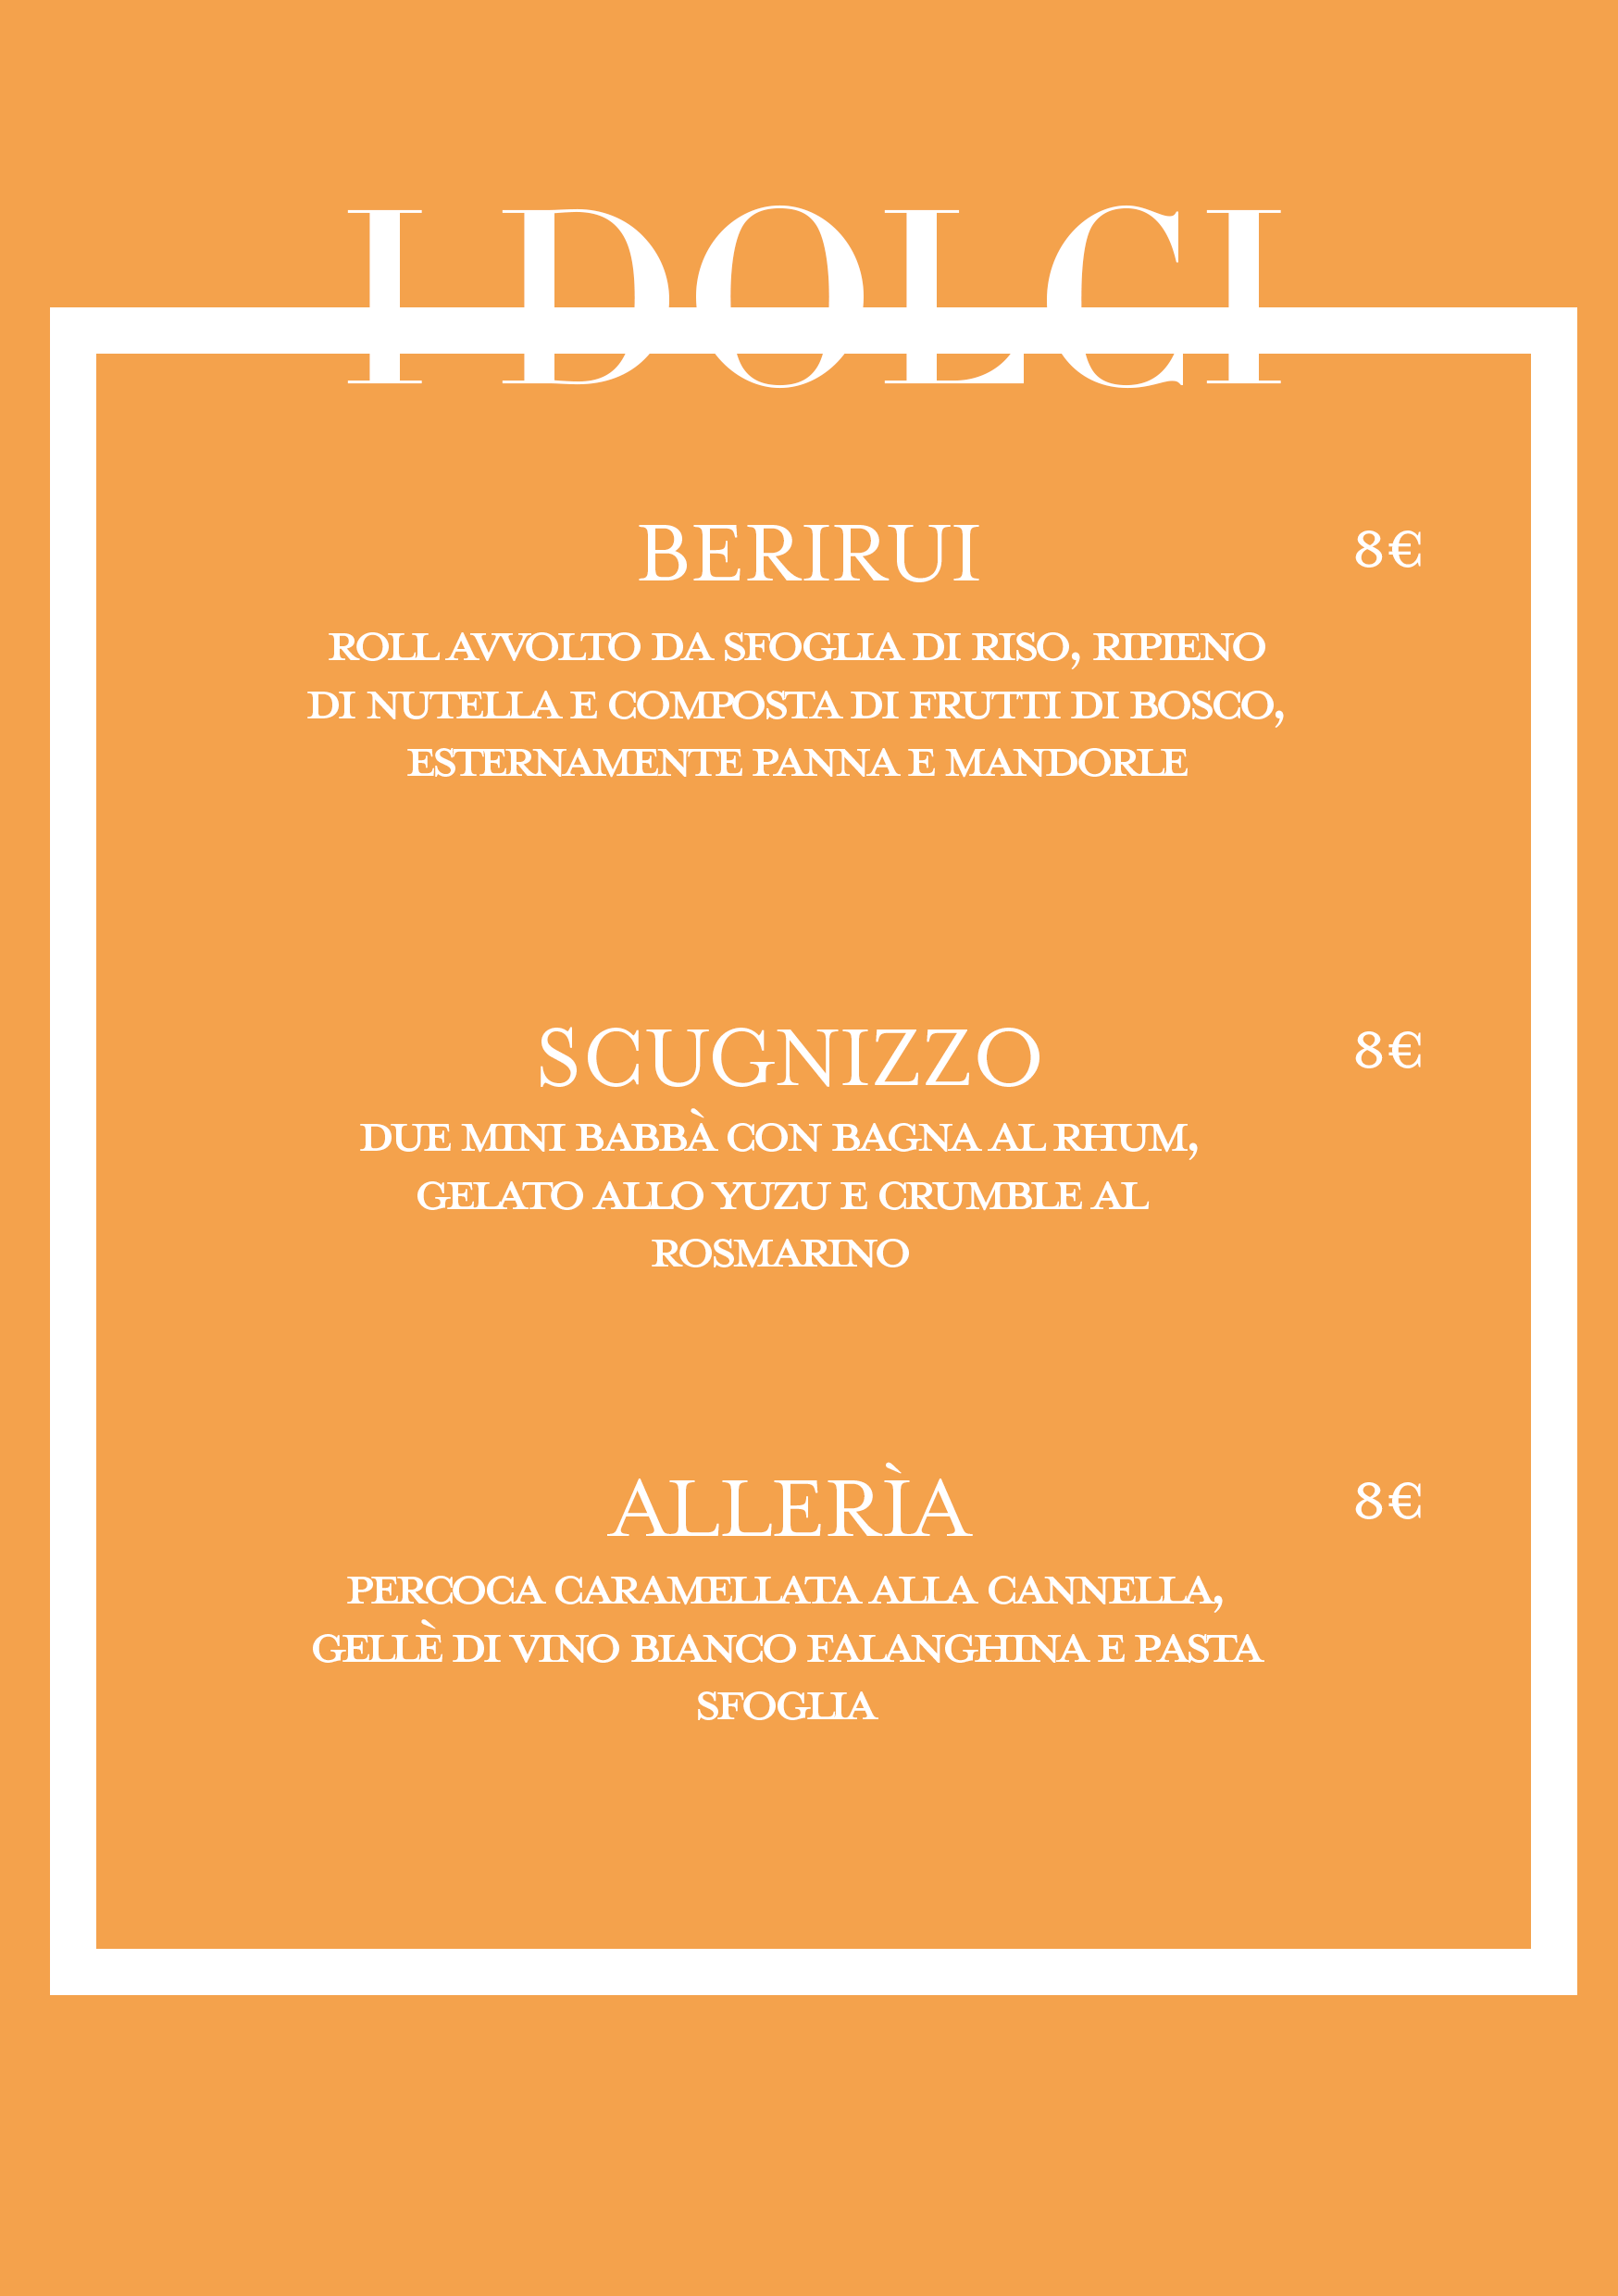 I DOLCI
BERIRUI 8€
ROLL AVVOLTO DA SFOGLIA DI RISO, RIPIENO
DI NUTELLA E COMPOSTA DI FRUTTI DI BOSCO,
ESTERNAMENTE PANNA E MANDORLE
SCUGNIZZO 8€
DUE MINI BABBÀ CON BAGNA AL RHUM,
GELATO ALLO YUZU E CRUMBLE AL
ROSMARINO
ALLERÌA 8€
PERCOCA CARAMELLATA ALLA CANNELLA,
GELLÈ DI VINO BIANCO FALANGHINA E PASTA
SFOGLIA